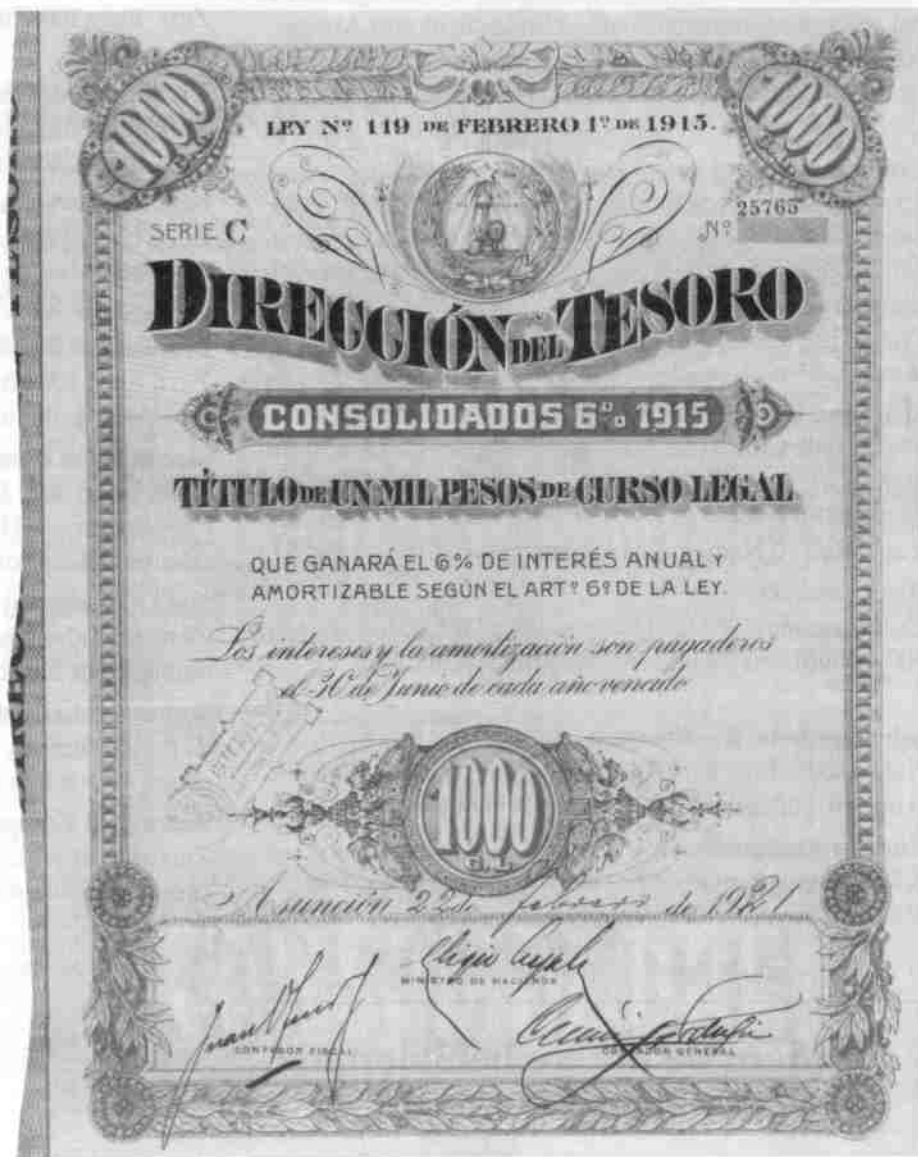 1000
1000
LEY Nº 119 DE FEBRERO 1º DE 1915.
SERIE C
Nº 25765
DIRECCIÓN DEL TESORO
CONSOLIDADOS 6% 1915
TÍTULO DE UN MIL PESOS DE CURSO LEGAL
QUE GANARÁ EL 6% DE INTERÉS ANUAL Y
AMORTIZABLE SEGÚN EL ARTº 6º DE LA LEY.
Los intereses y la amortización son pagaderos
el 30 de Junio de cada año vencido
1000
C. L.
Asunción 22 de febrero de 1921
Eligio Ayala
MINISTRO DE HACIENDA
Juan
CONTADOR FISCAL
CONTADOR GENERAL